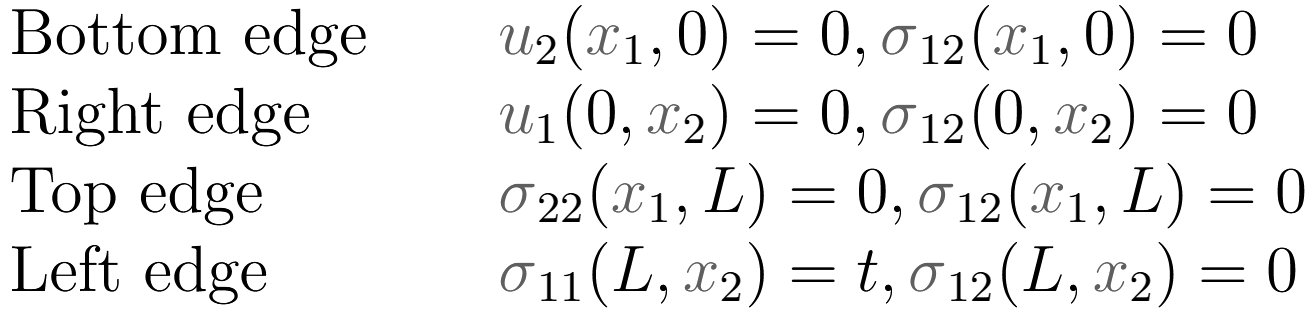 Bottom edge u₂(x₁, 0) = 0, σ₁₂(x₁, 0) = 0
Right edge u₁(0, x₂) = 0, σ₁₂(0, x₂) = 0
Top edge σ₂₂(x₁, L) = 0, σ₁₂(x₁, L) = 0
Left edge σ₁₁(L, x₂) = t, σ₁₂(L, x₂) = 0